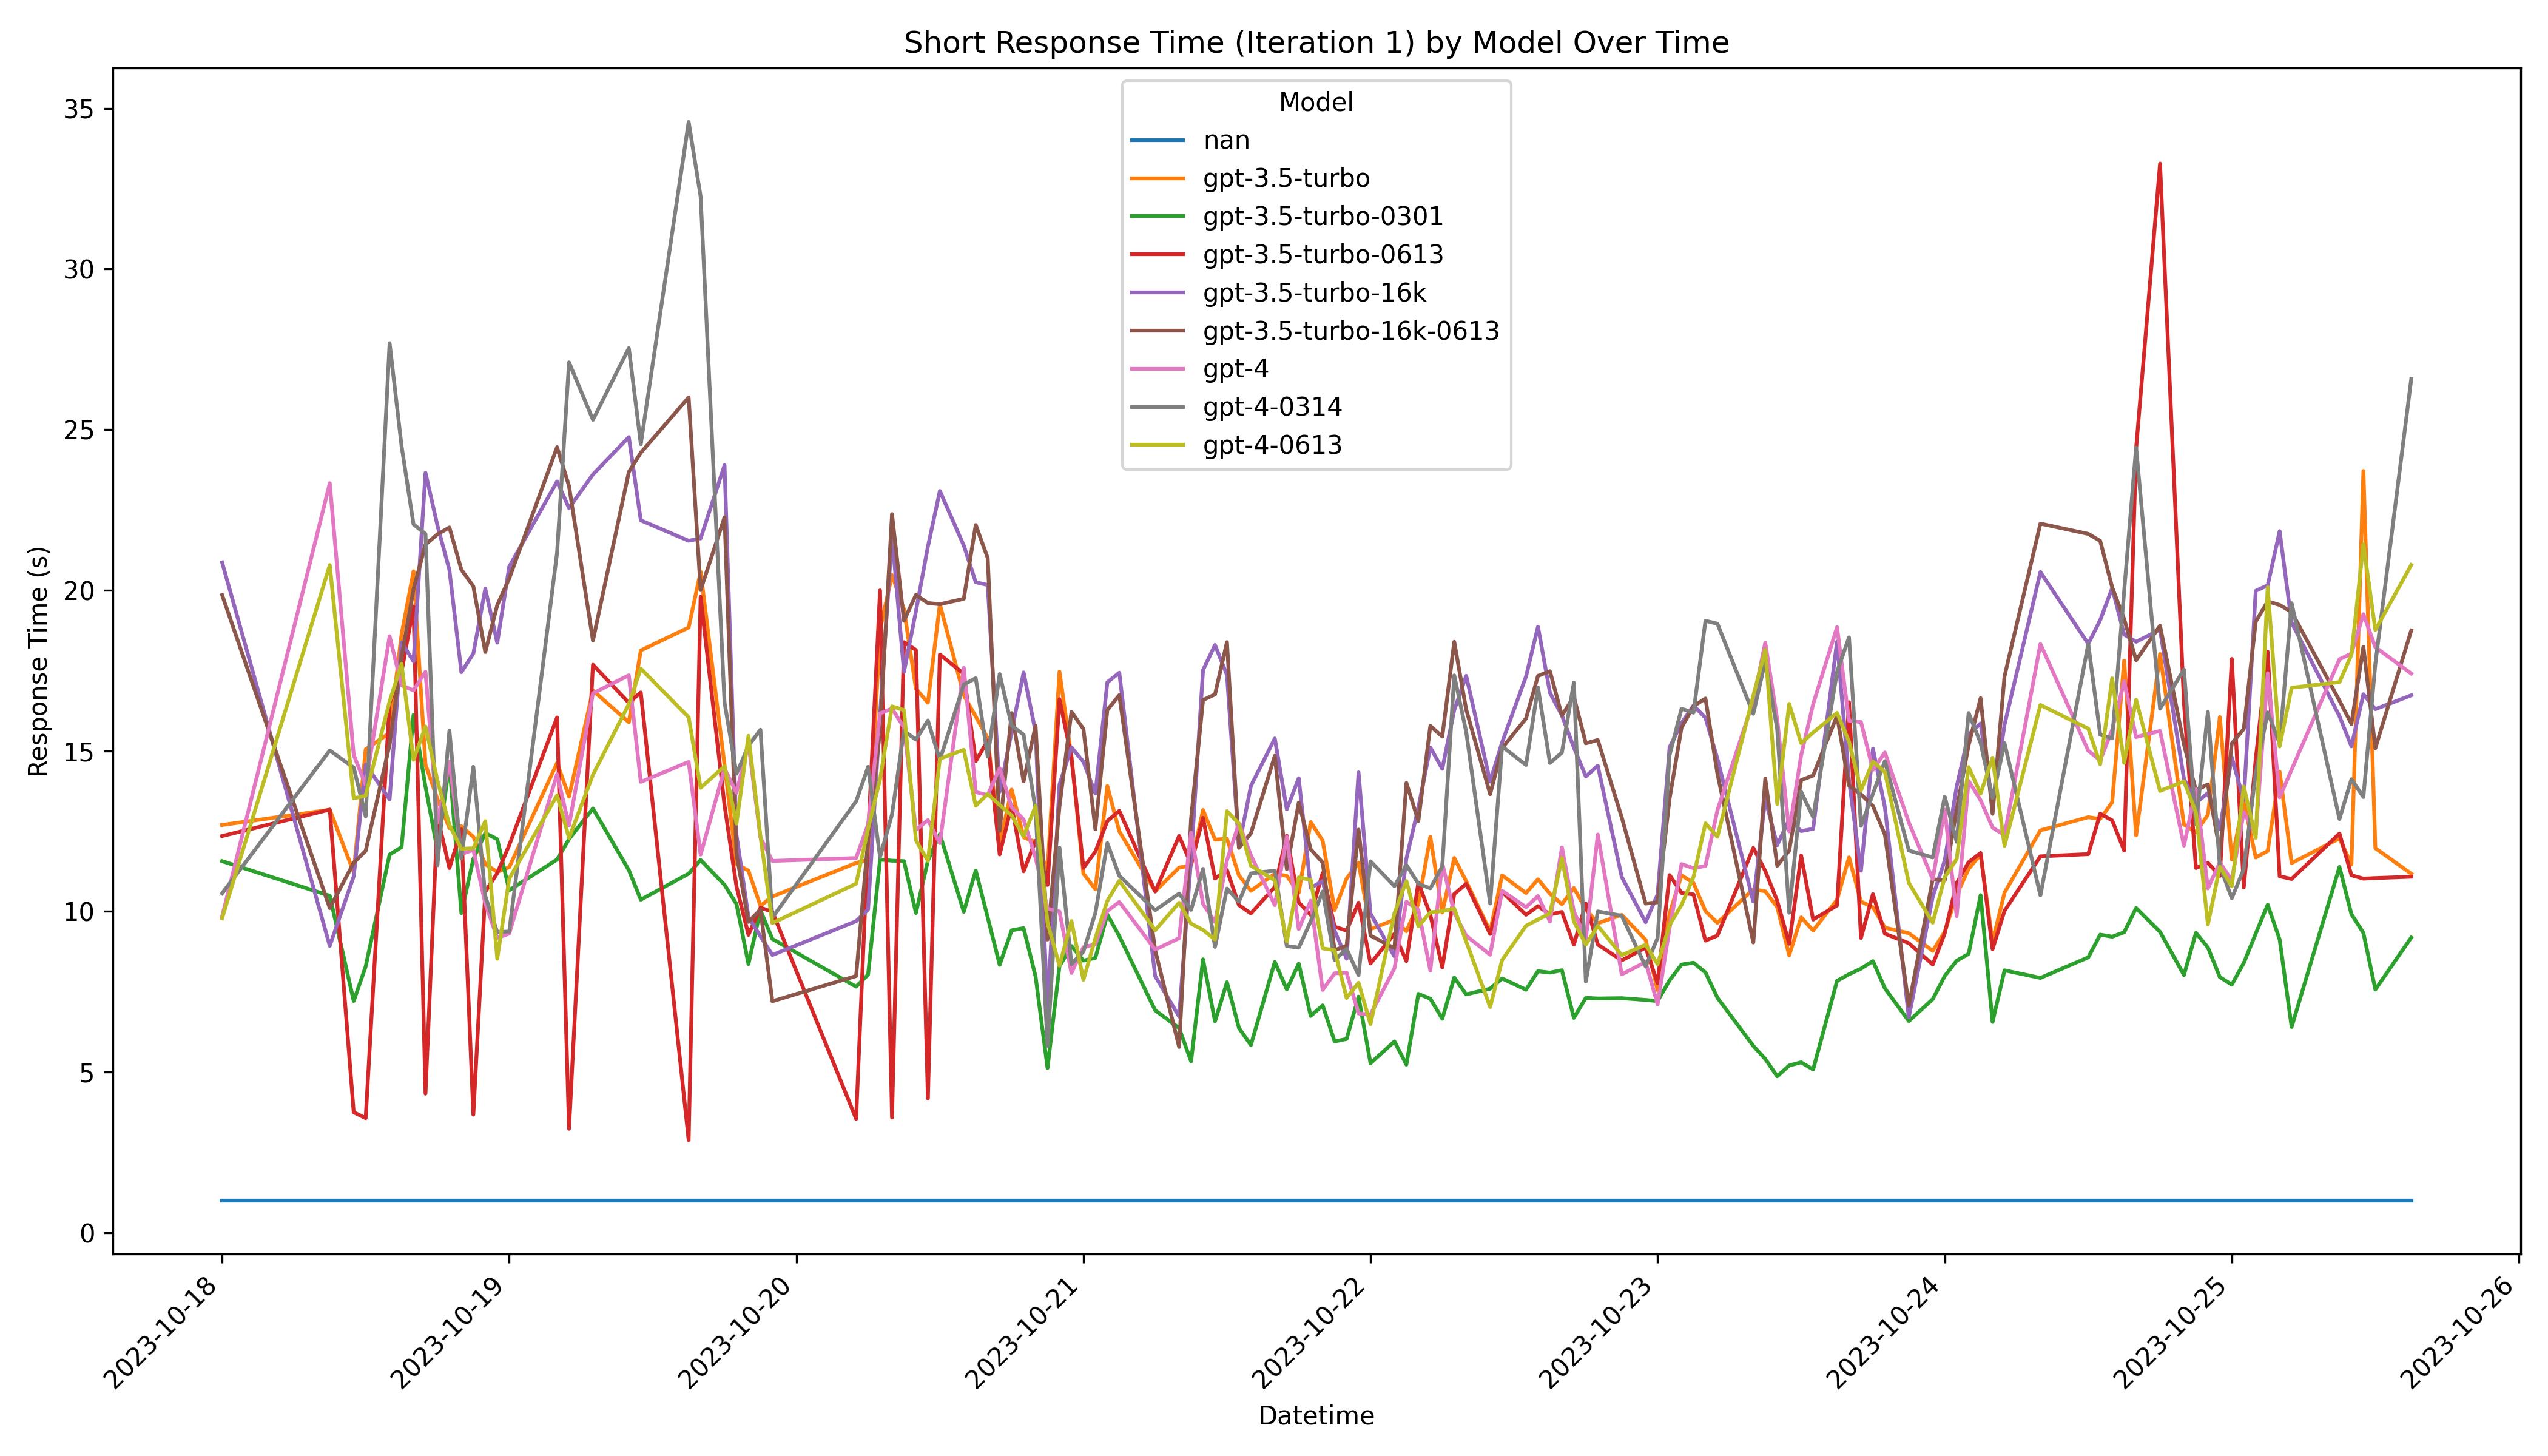 Short Response Time (Iteration 1) by Model Over Time
Model
nan
gpt-3.5-turbo
gpt-3.5-turbo-0301
gpt-3.5-turbo-0613
gpt-3.5-turbo-16k
gpt-3.5-turbo-16k-0613
gpt-4
gpt-4-0314
gpt-4-0613
Response Time (s)
35
30
25
20
15
10
5
0
2023-10-18
2023-10-19
2023-10-20
2023-10-21
2023-10-22
2023-10-23
2023-10-24
2023-10-25
2023-10-26
Datetime